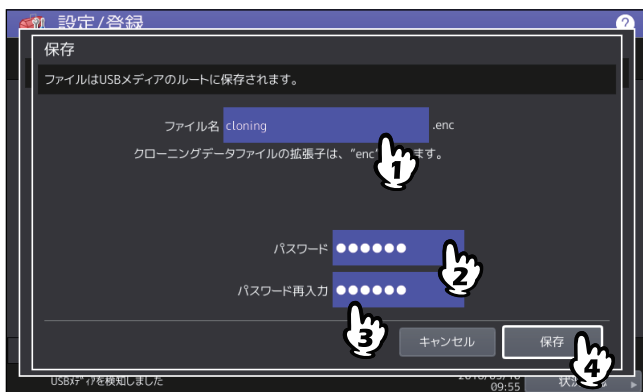 設定/登録
?
保存
ファイルはUSBメディアのルートに保存されます。
ファイル名 cloning .enc
クローニングデータファイルの拡張子は、"enc" ます。
1
パスワード ●●●●●●
2
パスワード再入力 ●●●●●●
3
キャンセル 保存
4
USBﾒﾃﾞｨｱを検知しました
09:55